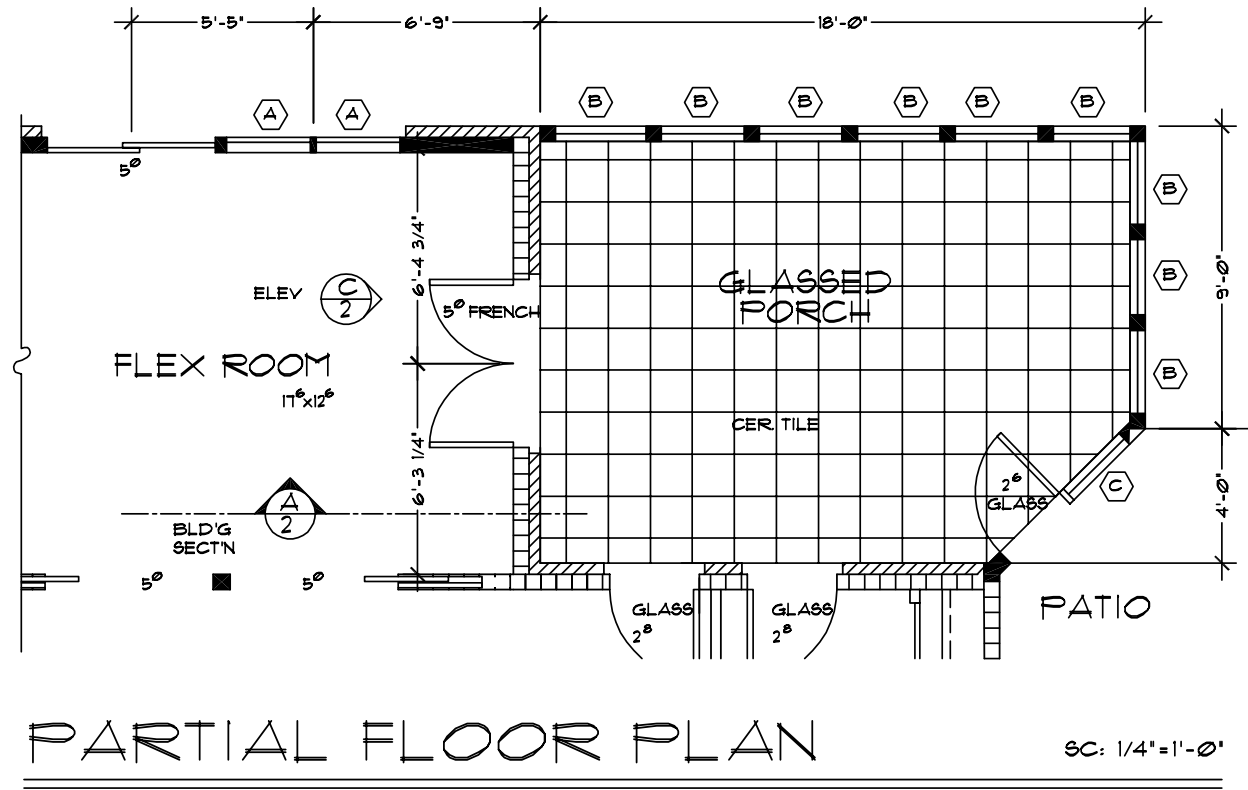 5'-5" 6'-9" 18'-0"
A A B B B B B B
5⁰
B
6'-4 3/4"
ELEV C
2
5⁰ FRENCH
GLASSED
PORCH
B
9'-0"
FLEX ROOM
17⁶x12⁶
B
CER. TILE
6'-3 1/4"
2⁶
GLASS
C
4'-0"
A
2
BLD'G
SECT'N
5⁰ 5⁰
GLASS
2⁸
GLASS
2⁸
PATIO
PARTIAL FLOOR PLAN
SC: 1/4"=1'-0"